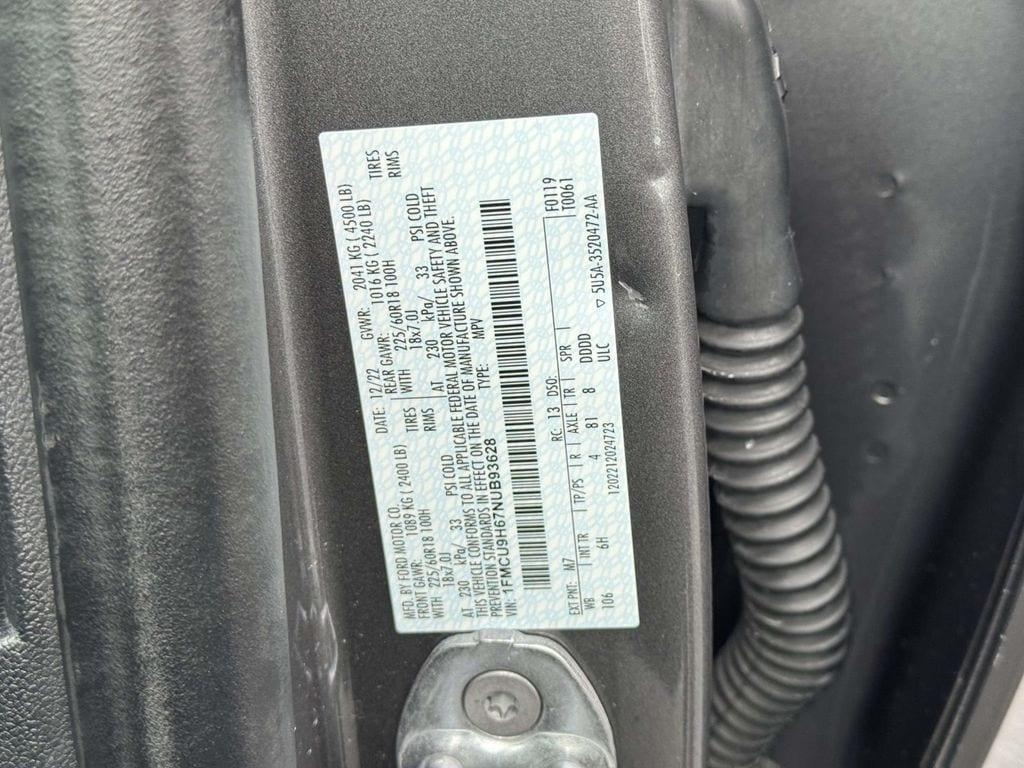 MFD. BY FORD MOTOR CO. DATE: 12/22 GVWR: 2041 KG ( 4500 LB)
FRONT GAWR: 1089 KG ( 2400 LB) REAR GAWR: 1016 KG ( 2240 LB)
WITH 225/60R18 100H TIRES WITH 225/60R18 100H TIRES
18x7.0J RIMS 18x7.0J RIMS
AT 230 kPa/ 33 PSI COLD AT 230 kPa/ 33 PSI COLD
THIS VEHICLE CONFORMS TO ALL APPLICABLE FEDERAL MOTOR VEHICLE SAFETY AND THEFT
PREVENTION STANDARDS IN EFFECT ON THE DATE OF MANUFACTURE SHOWN ABOVE.
VIN: 1FMCU9H67NUB93628 TYPE: MPV
RC: 13 DSO: F0119
EXT PNT: M7 T0061
WB | INT TR | TP/PS | R | AXLE | TR | SPR |
106 6H 4 81 8 DDDD
ULC
1202212024723 ▽ 5U5A-3520472-AA